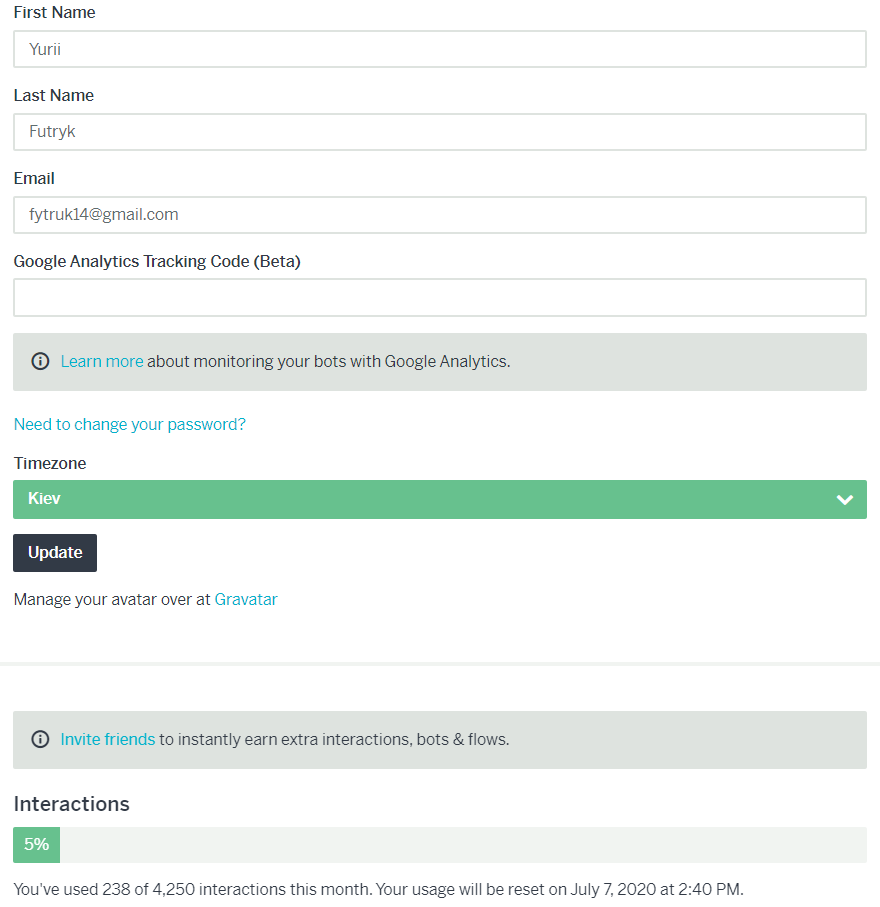 First Name
Yurii
Last Name
Futryk
Email
fytruk14@gmail.com
Google Analytics Tracking Code (Beta)
Learn more about monitoring your bots with Google Analytics.
Need to change your password?
Timezone
Kiev
Update
Manage your avatar over at Gravatar
Invite friends to instantly earn extra interactions, bots & flows.
Interactions
5%
You've used 238 of 4,250 interactions this month. Your usage will be reset on July 7, 2020 at 2:40 PM.